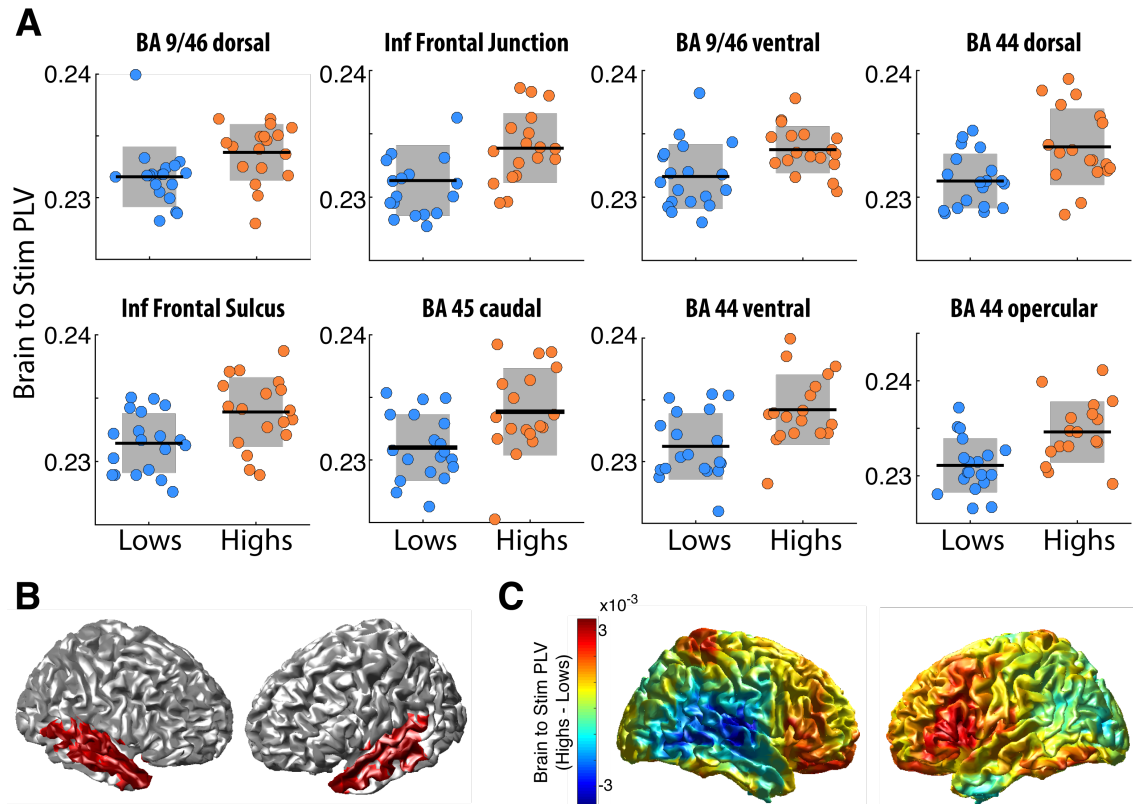 A
BA 9/46 dorsal
Inf Frontal Junction
BA 9/46 ventral
BA 44 dorsal
0.24
0.24
0.24
0.24
0.23
0.23
0.23
0.23
Brain to Stim PLV
Inf Frontal Sulcus
BA 45 caudal
BA 44 ventral
BA 44 opercular
0.24
0.24
0.24
0.24
0.23
0.23
0.23
0.23
Lows Highs
Lows Highs
Lows Highs
Lows Highs
B
C
x10-3
3
-3
Brain to Stim PLV
(Highs - Lows)